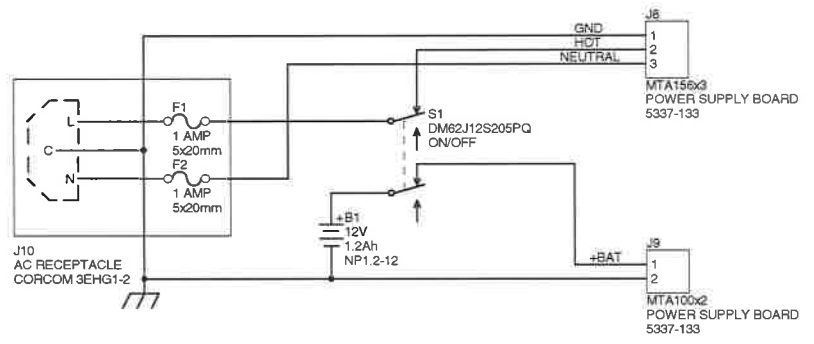 J8
GND
1
HOT
2
NEUTRAL
3
MTA156x3
POWER SUPPLY BOARD
5337-133
F1
L
1 AMP
5x20mm
S1
DM62J12S205PQ
ON/OFF
C
F2
N
1 AMP
5x20mm
+B1
12V
1.2Ah
NP1.2-12
J10
AC RECEPTACLE
CORCOM 3EHG1-2
J9
+BAT
1
2
MTA100x2
POWER SUPPLY BOARD
5337-133